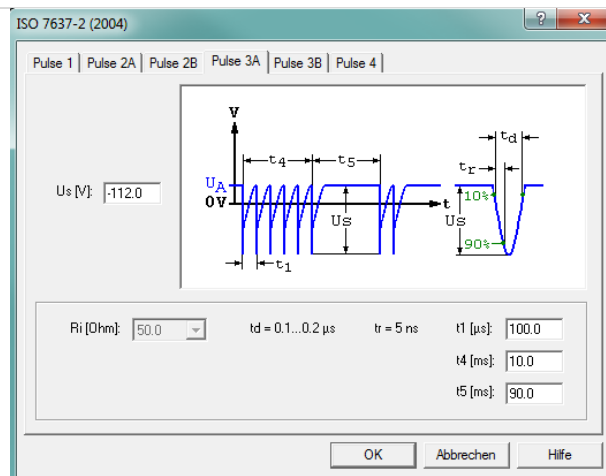 ISO 7637-2 (2004)
Pulse 1 Pulse 2A Pulse 2B Pulse 3A Pulse 3B Pulse 4
V
t4 t5 td
tr
Us [V]: -112.0
UA
0V
10%
t
Us
Us
90%
t1
Ri [Ohm]: 50.0 td = 0.1...0.2 µs tr = 5 ns t1 [µs]: 100.0
t4 [ms]: 10.0
t5 [ms]: 90.0
OK Abbrechen Hilfe